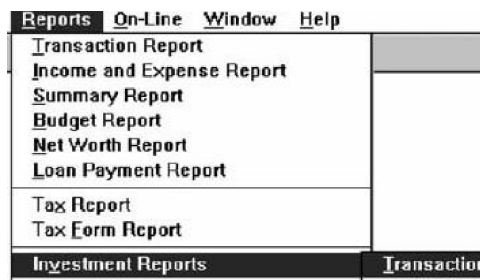 Reports On-Line Window Help
Transaction Report
Income and Expense Report
Summary Report
Budget Report
Net Worth Report
Loan Payment Report
Tax Report
Tax Form Report
Investment Reports Transaction